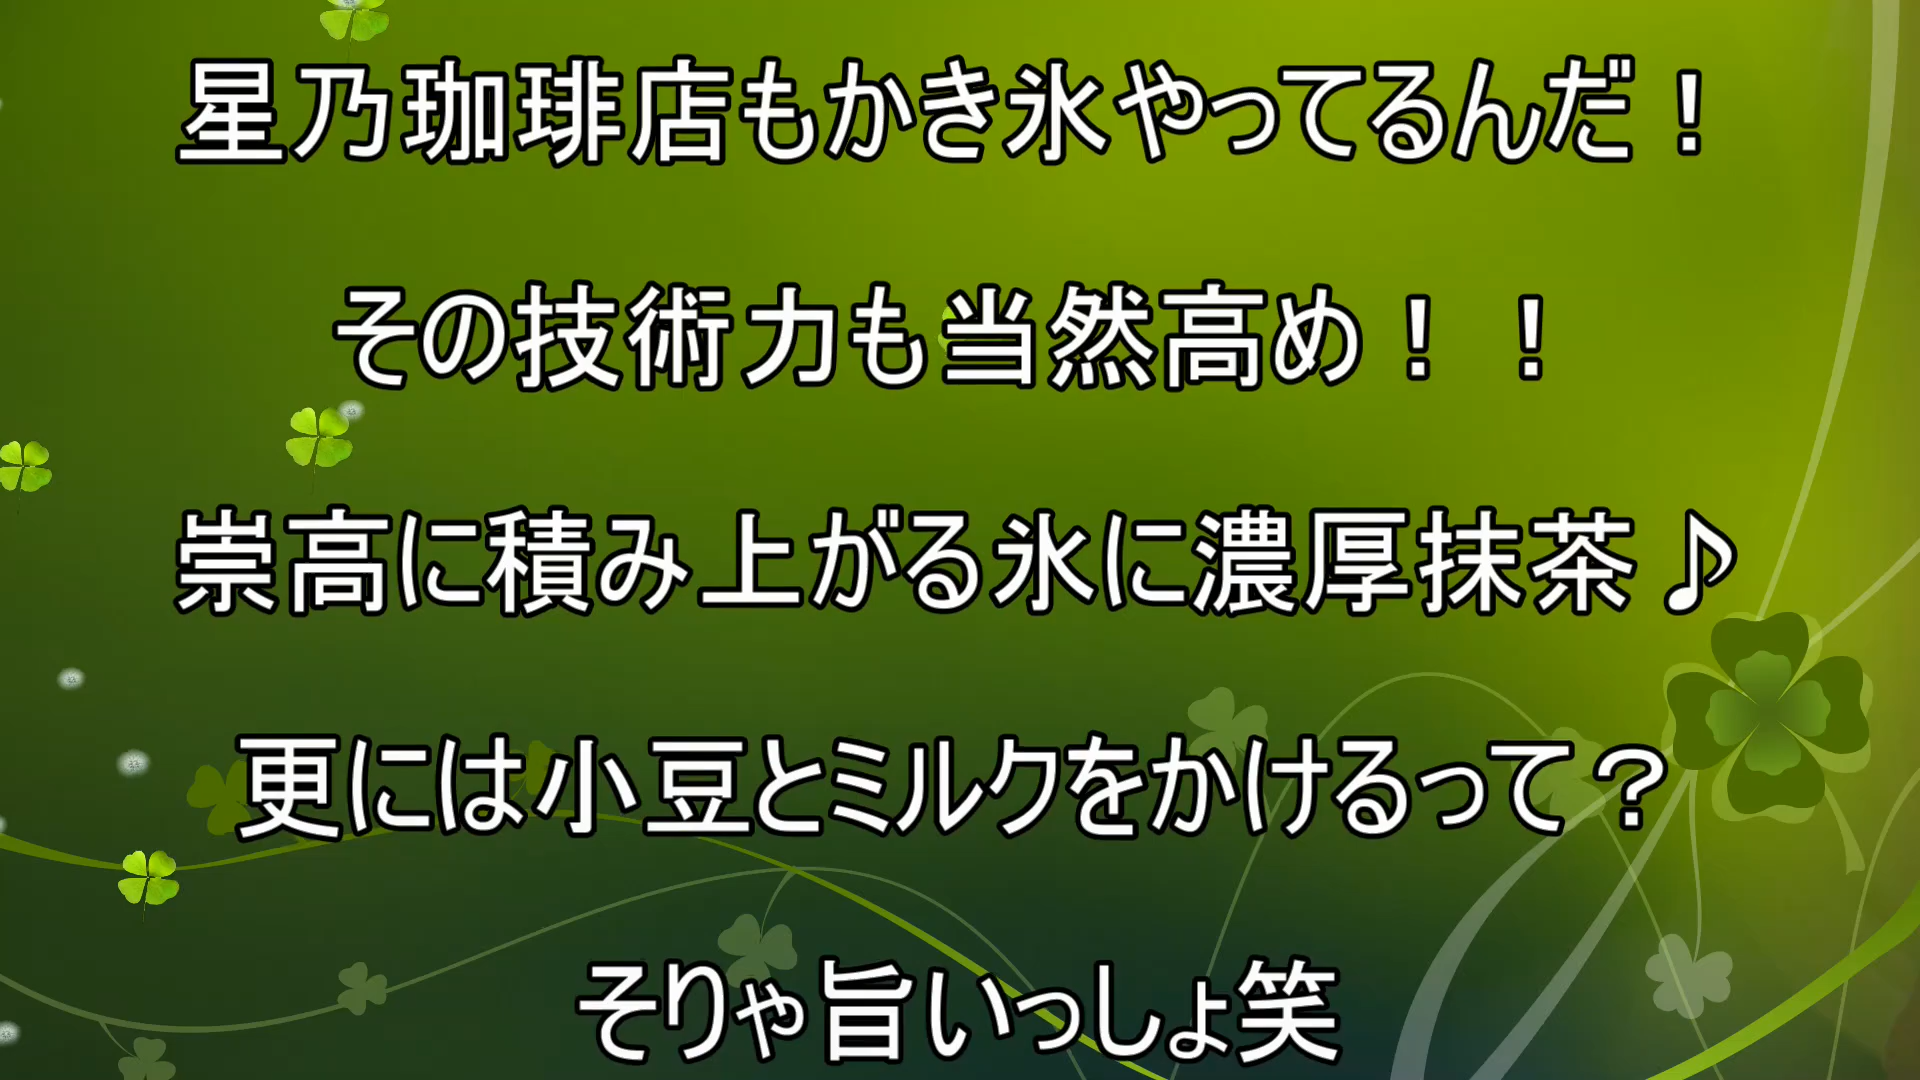 星乃珈琲店もかき氷やってるんだ！
その技術力も当然高め！！
崇高に積み上がる氷に濃厚抹茶♪
更には小豆とミルクをかけるって？
そりゃ旨いっしょ笑